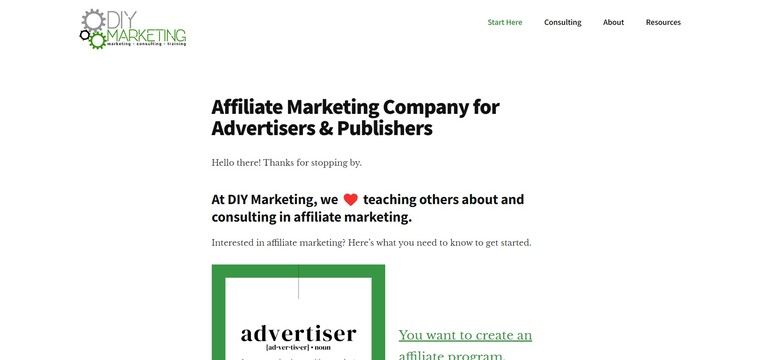 DIY
MARKETING
marketing • consulting • training
Start Here
Consulting
About
Resources
Affiliate Marketing Company for
Advertisers & Publishers
Hello there! Thanks for stopping by.
At DIY Marketing, we ❤️ teaching others about and
consulting in affiliate marketing.
Interested in affiliate marketing? Here's what you need to know to get started.
advertiser
[ad·ver·tis·er] • noun
You want to create an
affiliate program.